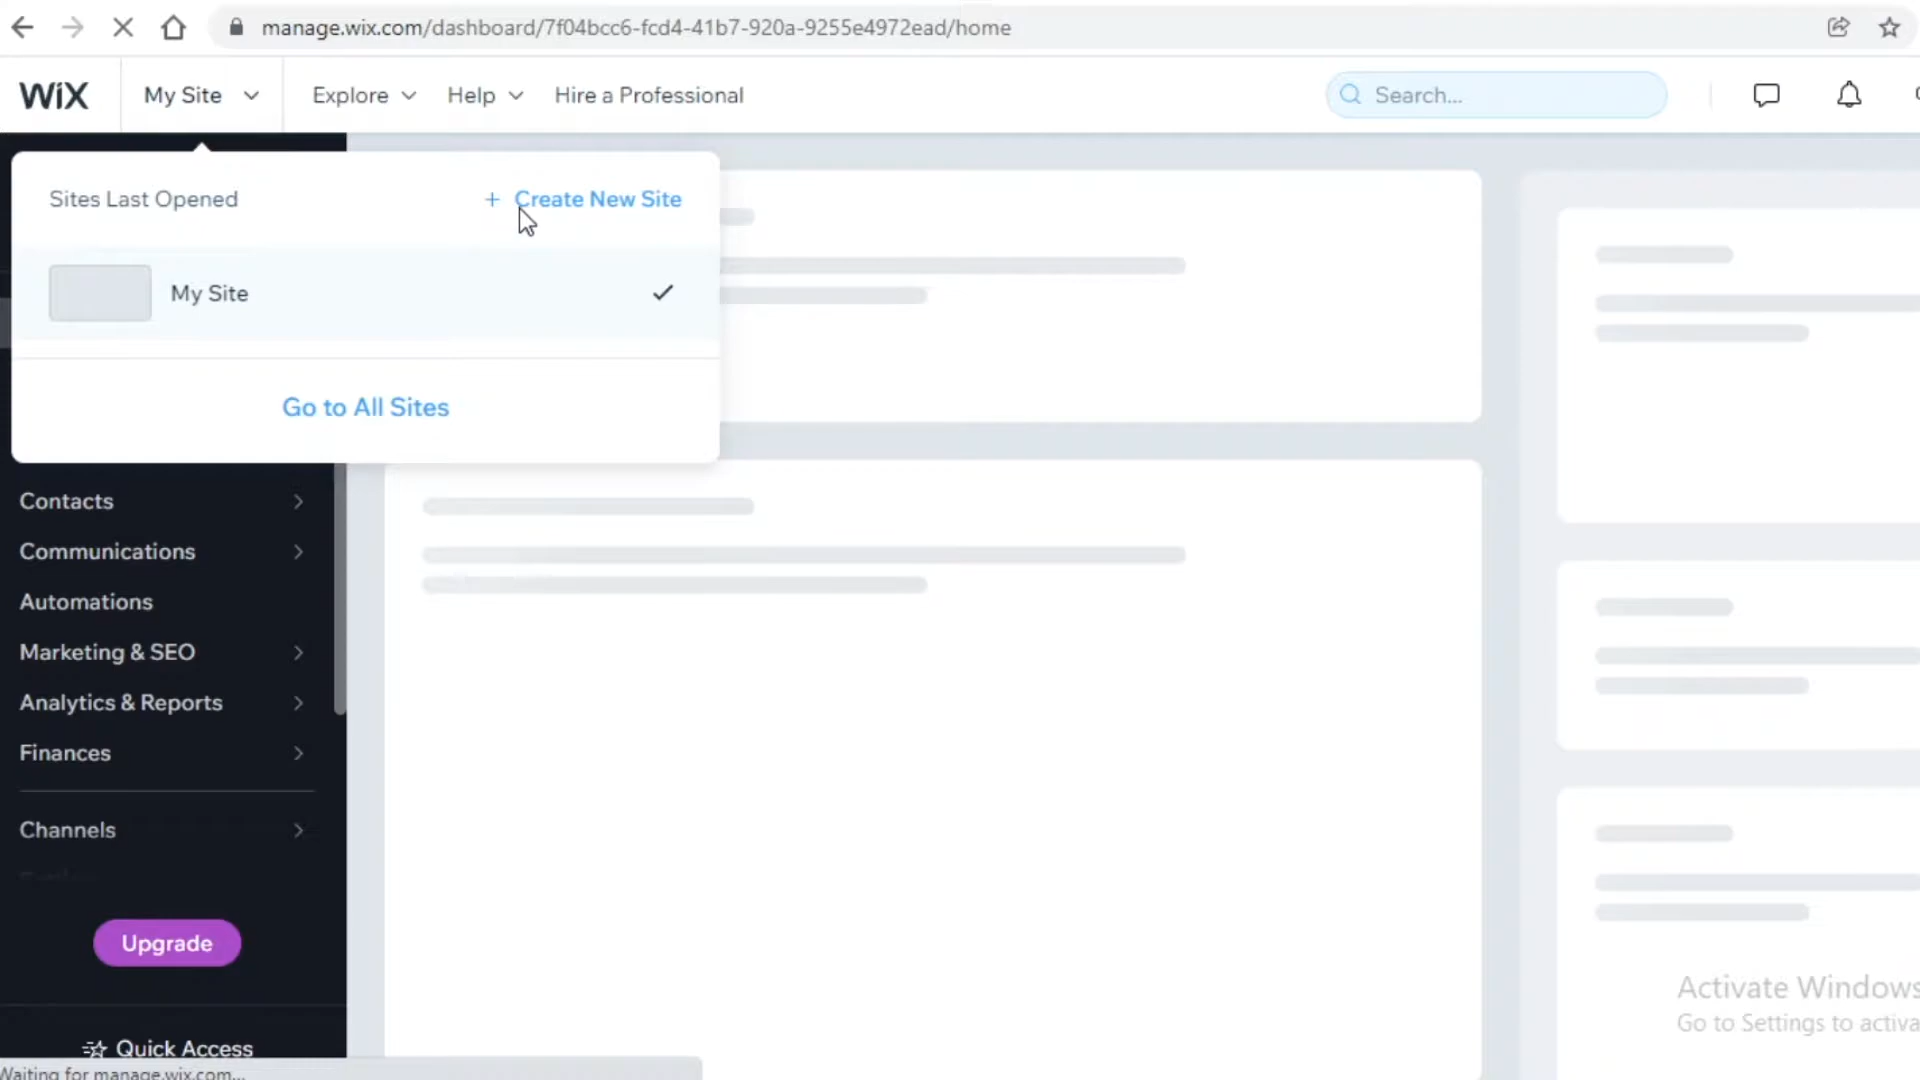 manage.wix.com/dashboard/7f04bcc6-fcd4-41b7-920a-9255e4972ead/home
WiX
My Site
Explore
Help
Hire a Professional
Search...
Sites Last Opened
+ Create New Site
My Site
Go to All Sites
Contacts
Communications
Automations
Marketing & SEO
Analytics & Reports
Finances
Channels
Upgrade
Quick Access
Activate Windows
Go to Settings to activa
Waiting for manage.wix.com...